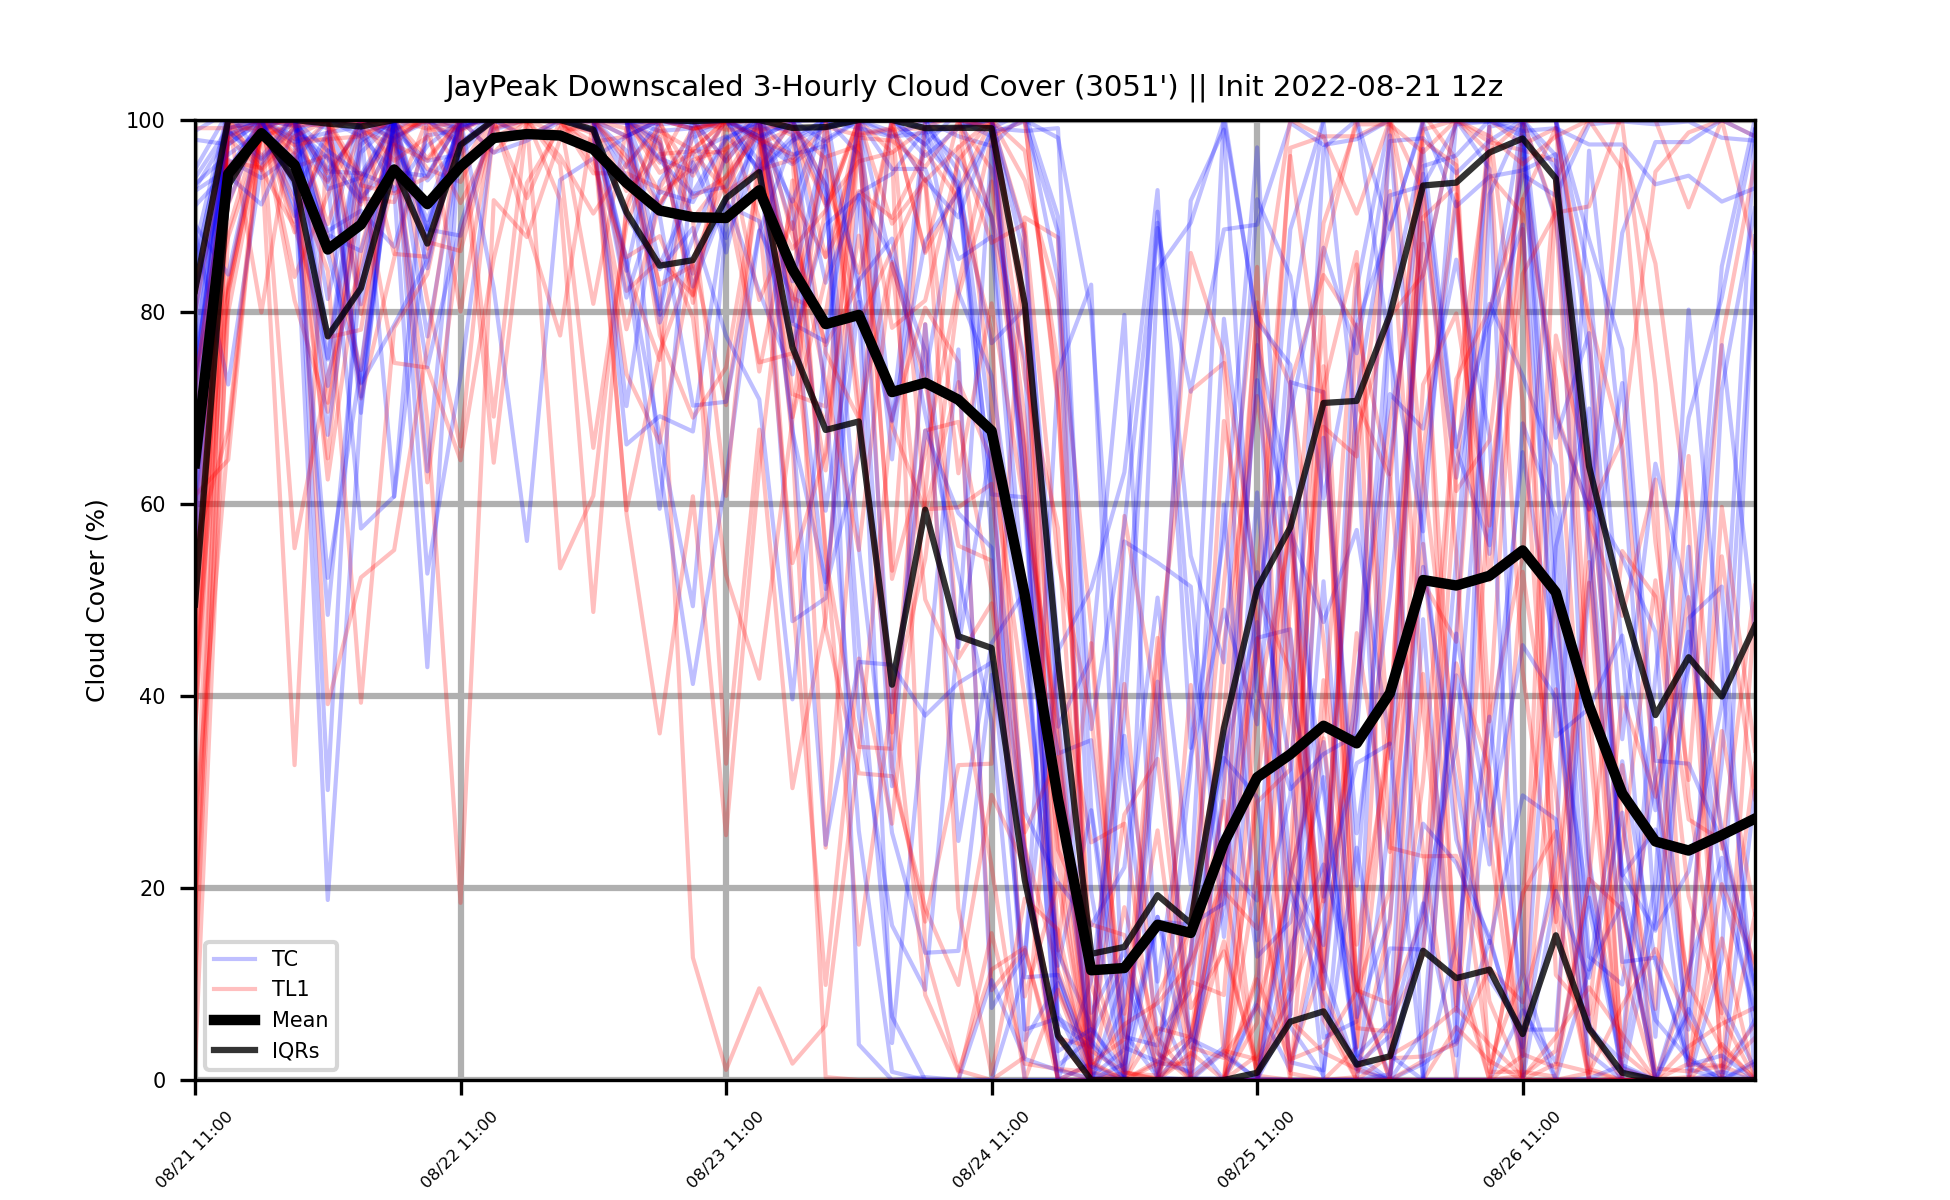 JayPeak Downscaled 3-Hourly Cloud Cover (3051') || Init 2022-08-21 12z
Cloud Cover (%)
100
80
60
40
20
0
TC
TL1
Mean
IQRs
08/21 11:00
08/22 11:00
08/23 11:00
08/24 11:00
08/25 11:00
08/26 11:00